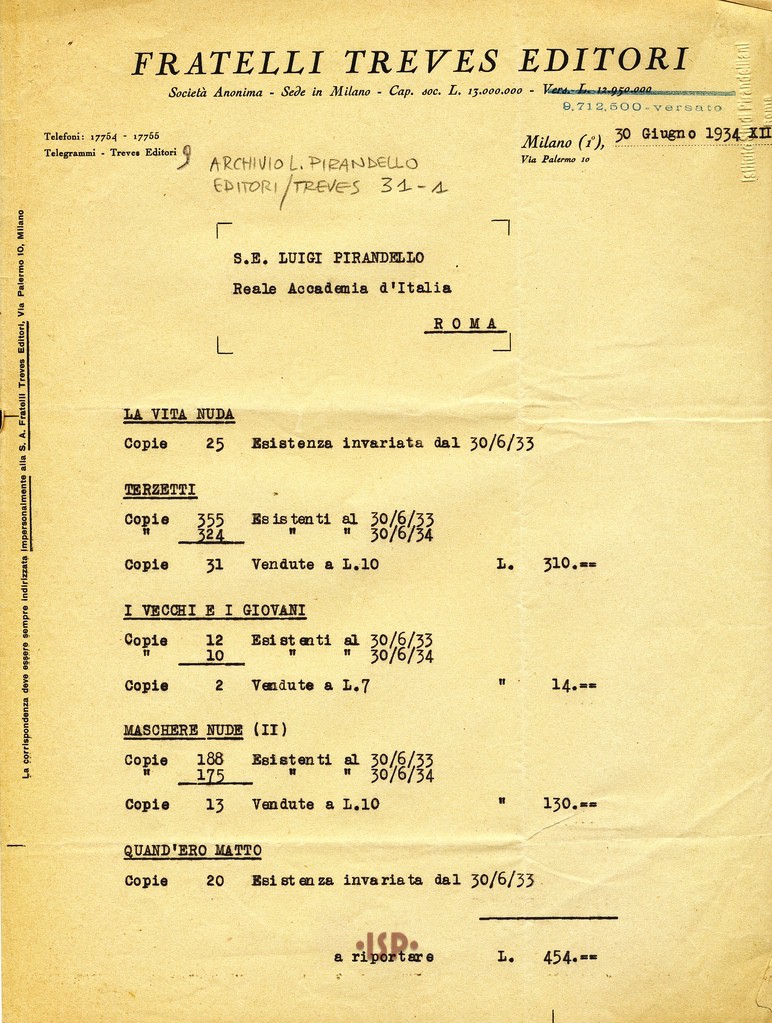 FRATELLI TREVES EDITORI
Società Anonima - Sede in Milano - Cap. soc. L. 13.000.000 - Vers. L. 12.950.000
9,712,500 - versato
Telefoni: 17754 - 17755
Telegrammi - Treves Editori
Milano (1°), 30 Giugno 1934 XII
Via Palermo 10
ARCHIVIO L. PIRANDELLO
EDITORI/TREVES 31-1
S.E. LUIGI PIRANDELLO
Reale Accademia d'Italia
ROMA
La corrispondenza deve essere sempre indirizzata impersonalmente alla S. A. Fratelli Treves Editori, Via Palermo 10, Milano
LA VITA NUDA
Copie 25 Esistenza invariata dal 30/6/33
TERZETTI
Copie 355 Esistenti al 30/6/33
" 324 " " 30/6/34
Copie 31 Vendute a L.10 L. 310.==
I VECCHI E I GIOVANI
Copie 12 Esistenti al 30/6/33
" 10 " " 30/6/34
Copie 2 Vendute a L.7 " 14.==
MASCHERE NUDE (II)
Copie 188 Esistenti al 30/6/33
" 175 " " 30/6/34
Copie 13 Vendute a L.10 " 130.==
QUAND'ERO MATTO
Copie 20 Esistenza invariata dal 30/6/33
·ISP·
a riportare L. 454.==